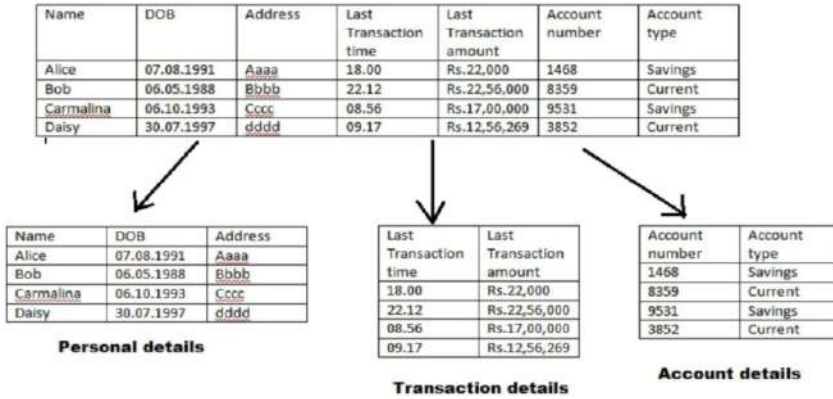 Name DOB Address Last Transaction time Last Transaction amount Account number Account type
Alice 07.08.1991 Aaaa 18.00 Rs.22,000 1468 Savings
Bob 06.05.1988 Bbbb 22.12 Rs.22,56,000 8359 Current
Carmalina 06.10.1993 Cccc 08.56 Rs.17,00,000 9531 Savings
Daisy 30.07.1997 dddd 09.17 Rs.12,56,269 3852 Current
Name DOB Address
Alice 07.08.1991 Aaaa
Bob 06.05.1988 Bbbb
Carmalina 06.10.1993 Cccc
Daisy 30.07.1997 dddd
Personal details
Last Transaction time Last Transaction amount
18.00 Rs.22,000
22.12 Rs.22,56,000
08.56 Rs.17,00,000
09.17 Rs.12,56,269
Transaction details
Account number Account type
1468 Savings
8359 Current
9531 Savings
3852 Current
Account details